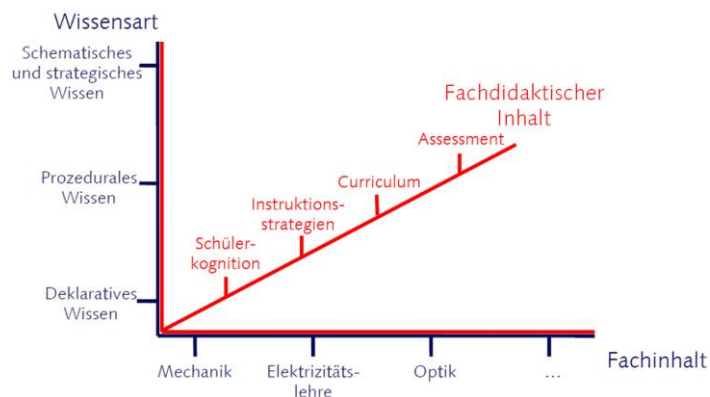 Wissensart
Schematisches
und strategisches
Wissen
Fachdidaktischer
Inhalt
Assessment
Prozedurales
Wissen
Curriculum
Instruktions-
strategien
Schüler-
kognition
Deklaratives
Wissen
Mechanik
Elektrizitäts-
lehre
Optik
...
Fachinhalt